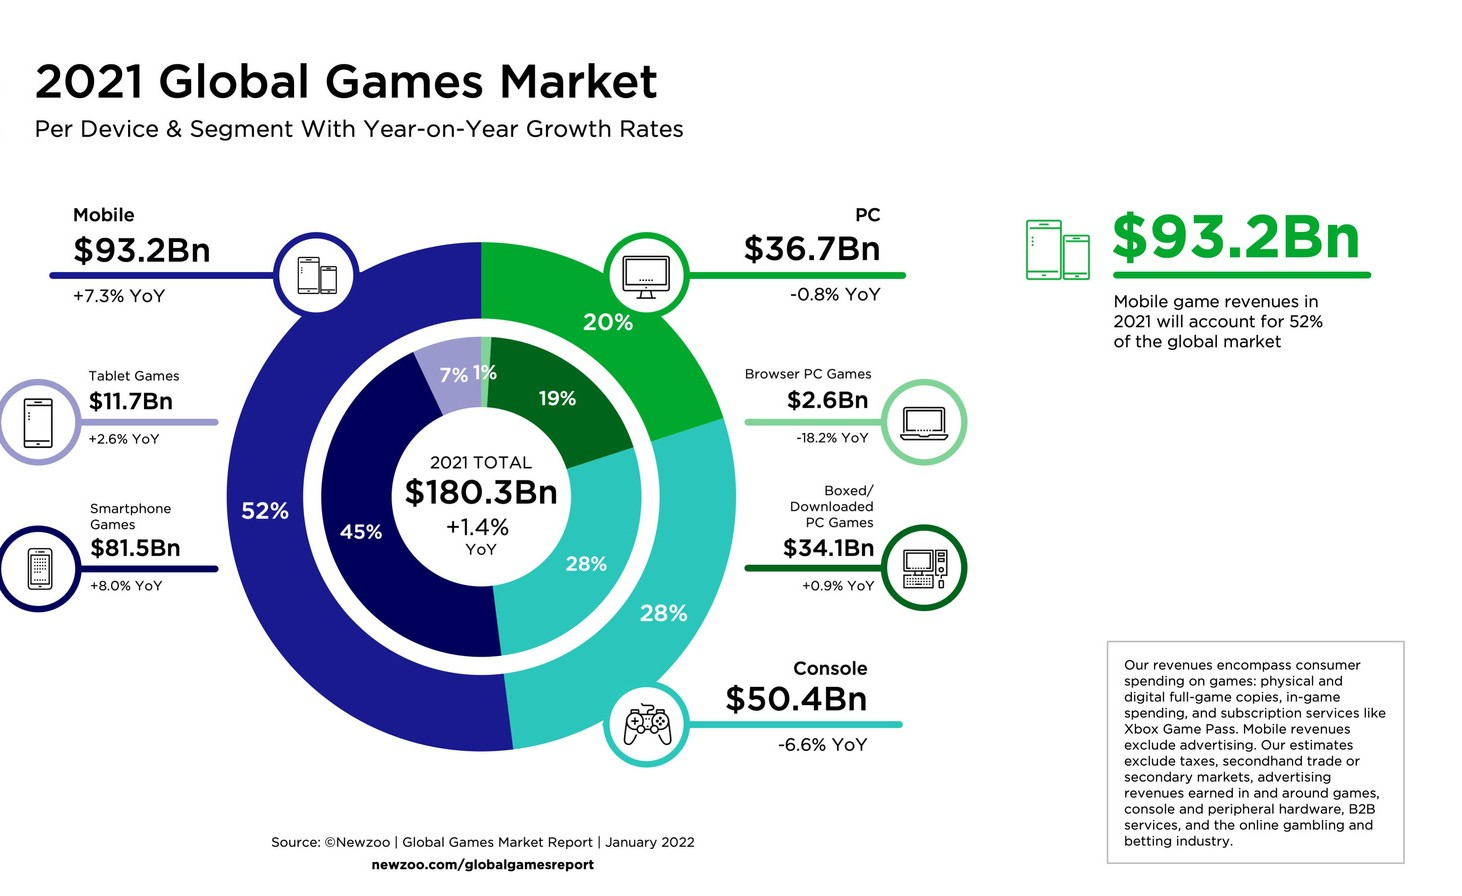 2021 Global Games Market
Per Device & Segment With Year-on-Year Growth Rates
Mobile
$93.2Bn
+7.3% YoY
Tablet Games
$11.7Bn
+2.6% YoY
Smartphone
Games
$81.5Bn
+8.0% YoY
52%
45%
7%
1%
19%
20%
28%
28%
2021 TOTAL
$180.3Bn
+1.4%
YoY
PC
$36.7Bn
-0.8% YoY
Browser PC Games
$2.6Bn
-18.2% YoY
Boxed/
Downloaded
PC Games
$34.1Bn
+0.9% YoY
Console
$50.4Bn
-6.6% YoY
$93.2Bn
Mobile game revenues in
2021 will account for 52%
of the global market
Our revenues encompass consumer
spending on games: physical and
digital full-game copies, in-game
spending, and subscription services like
Xbox Game Pass. Mobile revenues
exclude advertising. Our estimates
exclude taxes, secondhand trade or
secondary markets, advertising
revenues earned in and around games,
console and peripheral hardware, B2B
services, and the online gambling and
betting industry.
Source: ©Newzoo | Global Games Market Report | January 2022
newzoo.com/globalgamesreport